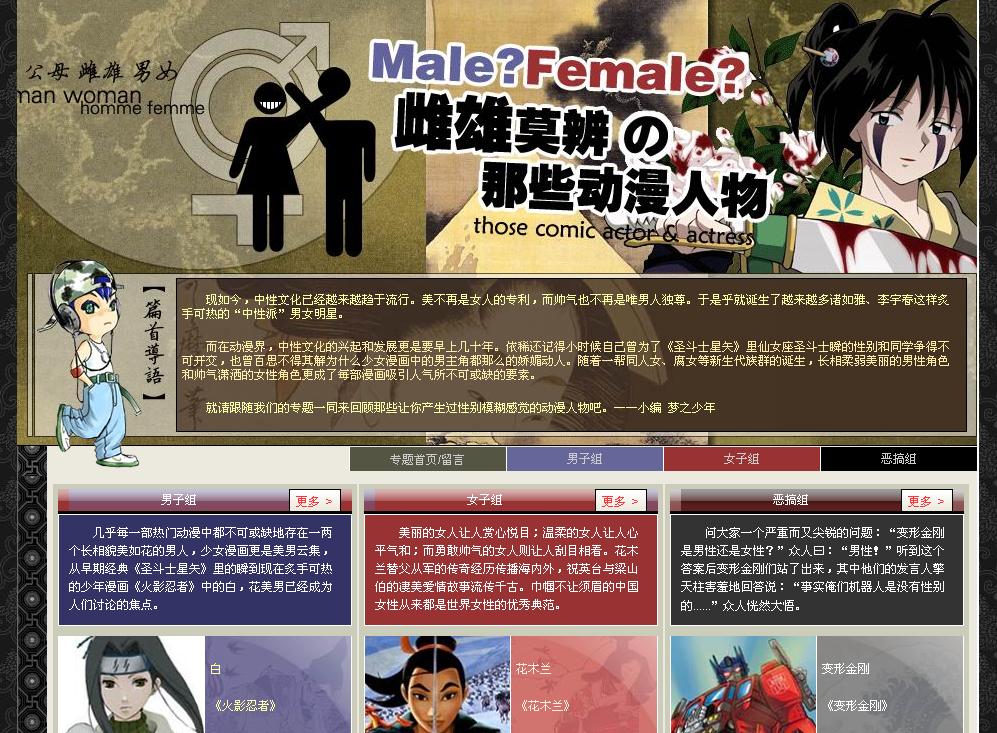 公母 雌雄 男女
man woman
homme femme
Male?Female?
雌雄莫辨 の
那些动漫人物
those comic actor & actress
【篇首導語】
现如今，中性文化已经越来越趋于流行。美不再是女人的专利，而帅气也不再是唯男人独尊。于是乎就诞生了越来越多诸如雅、李宇春这样炙
手可热的“中性派”男女明星。
而在动漫界，中性文化的兴起和发展更是要早上几十年。依稀还记得小时候自己曾为了《圣斗士星矢》里仙女座圣斗士瞬的性别和同学争得不
可开交，也曾百思不得其解为什么少女漫画中的男主角都那么的娇媚动人。随着一帮同人女、腐女等新生代族群的诞生，长相柔弱美丽的男性角色
和帅气潇洒的女性角色更成了每部漫画吸引人气所不可或缺的要素。
就请跟随我们的专题一同来回顾那些让你产生过性别模糊感觉的动漫人物吧。——小编 梦之少年
专题首页/留言
男子组
女子组
恶搞组
男子组
更多 >
几乎每一部热门动漫中都不可或缺地存在一两
个长相貌美如花的男人，少女漫画更是美男云集，
从早期经典《圣斗士星矢》里的瞬到现在炙手可热
的少年漫画《火影忍者》中的白，花美男已经成为
人们讨论的焦点。
白
《火影忍者》
女子组
更多 >
美丽的女人让人赏心悦目；温柔的女人让人心
平气和；而勇敢帅气的女人则让人刮目相看。花木
兰替父从军的传奇经历传播海内外，祝英台与梁山
伯的凄美爱情故事流传千古。巾帼不让须眉的中国
女性从来都是世界女性的优秀典范。
花木兰
《花木兰》
恶搞组
更多 >
问大家一个严重而又尖锐的问题：“变形金刚
是男性还是女性？”众人曰：“男性！”听到这个
答案后变形金刚们站了出来，其中他们的发言人擎
天柱害羞地回答说：“事实俺们机器人是没有性别
的……”众人恍然大悟。
变形金刚
《变形金刚》